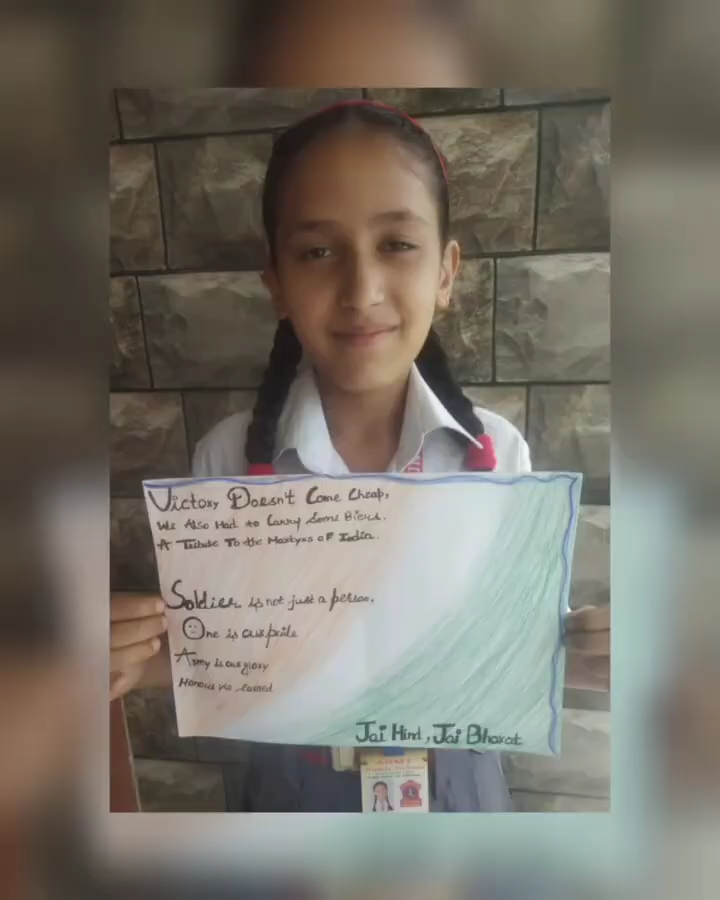 Victory Doesn't Come Cheap,
We Also Had to Carry Some Biers.
A Tribute To the Martyrs of India.
Soldier is not just a person,
One is our pride
Army is our glory
Honour we earned
Jai Hind, Jai Bharat
ARMY